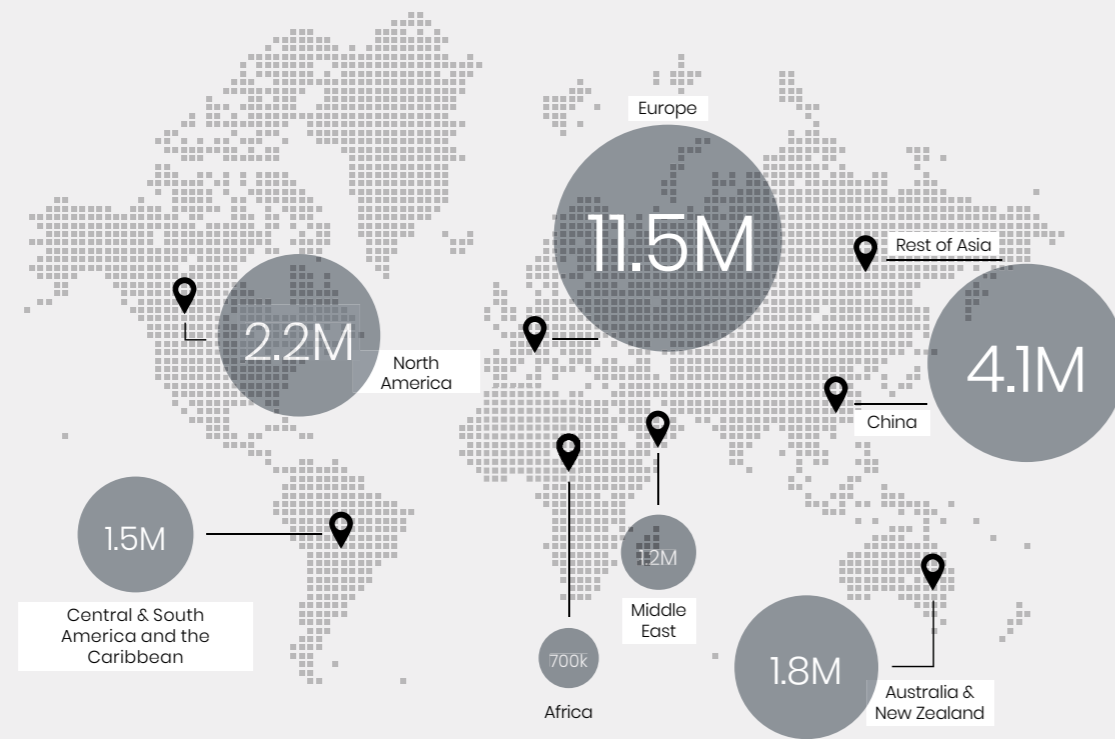 Europe
11.5M
Rest of Asia
2.2M
North
America
4.1M
China
1.5M
Central & South
America and the
Caribbean
1.2M
Middle
East
700k
Africa
1.8M
Australia &
New Zealand